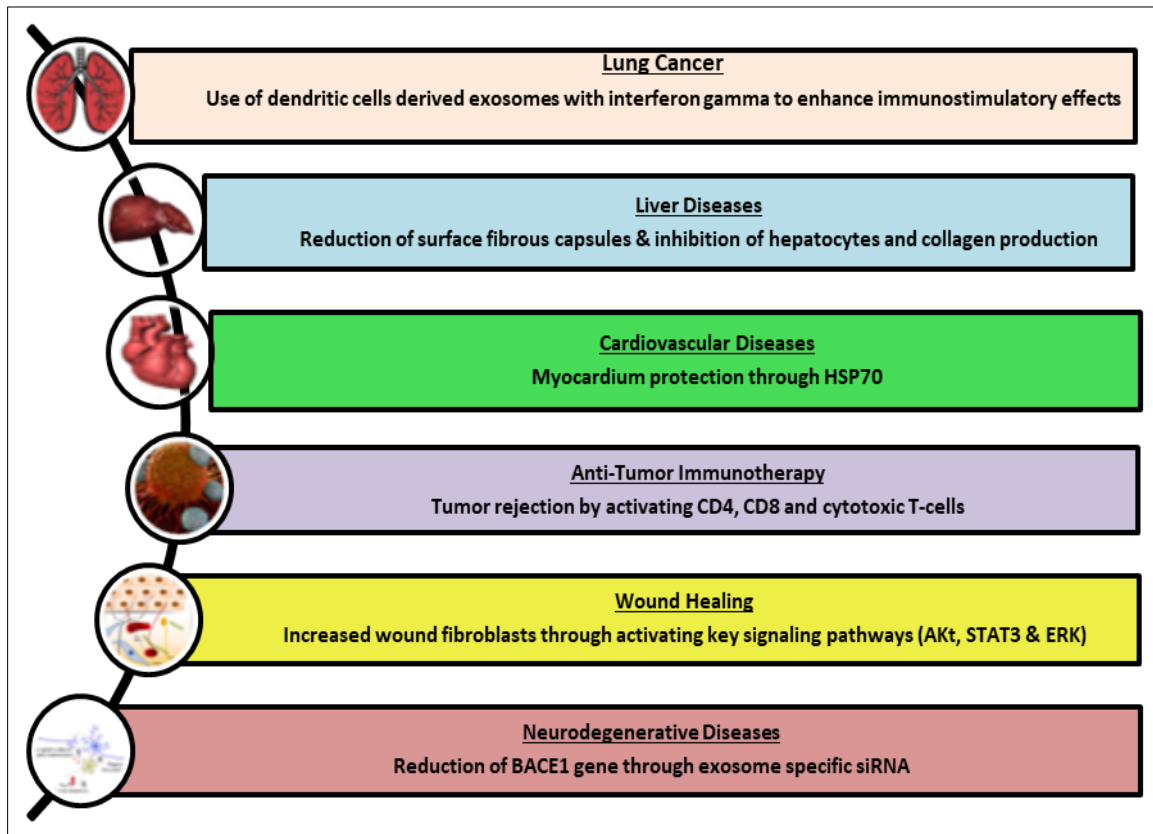 Lung Cancer
Use of dendritic cells derived exosomes with interferon gamma to enhance immunostimulatory effects
Liver Diseases
Reduction of surface fibrous capsules & inhibition of hepatocytes and collagen production
Cardiovascular Diseases
Myocardium protection through HSP70
Anti-Tumor Immunotherapy
Tumor rejection by activating CD4, CD8 and cytotoxic T-cells
Wound Healing
Increased wound fibroblasts through activating key signaling pathways (AKt, STAT3 & ERK)
Neurodegenerative Diseases
Reduction of BACE1 gene through exosome specific siRNA